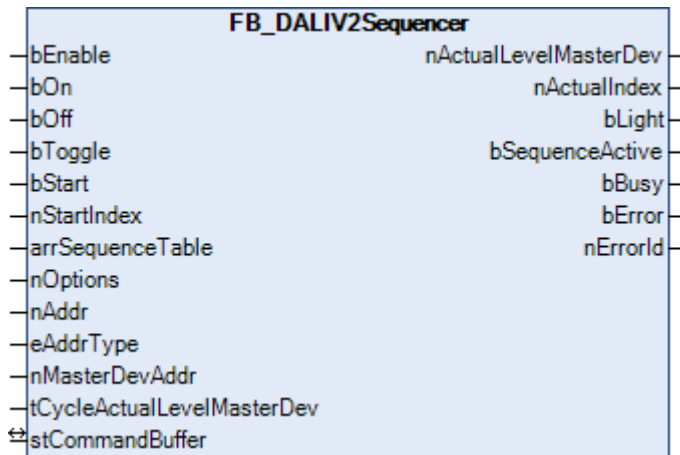 FB_DALIV2Sequencer
bEnable nActualLevelMasterDev
bOn nActualIndex
bOff bLight
bToggle bSequenceActive
bStart bBusy
nStartIndex bError
arrSequenceTable nErrorId
nOptions
nAddr
eAddrType
nMasterDevAddr
tCycleActualLevelMasterDev
stCommandBuffer